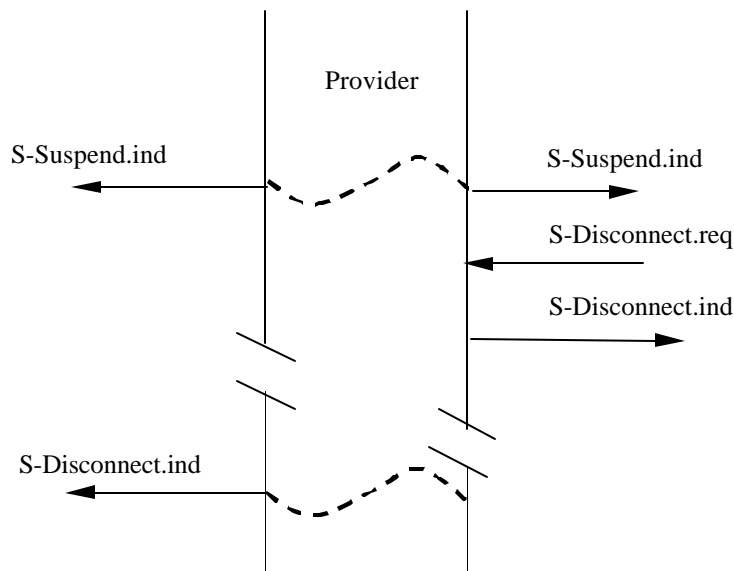 Provider
S-Suspend.ind
S-Suspend.ind
S-Disconnect.req
S-Disconnect.ind
S-Disconnect.ind